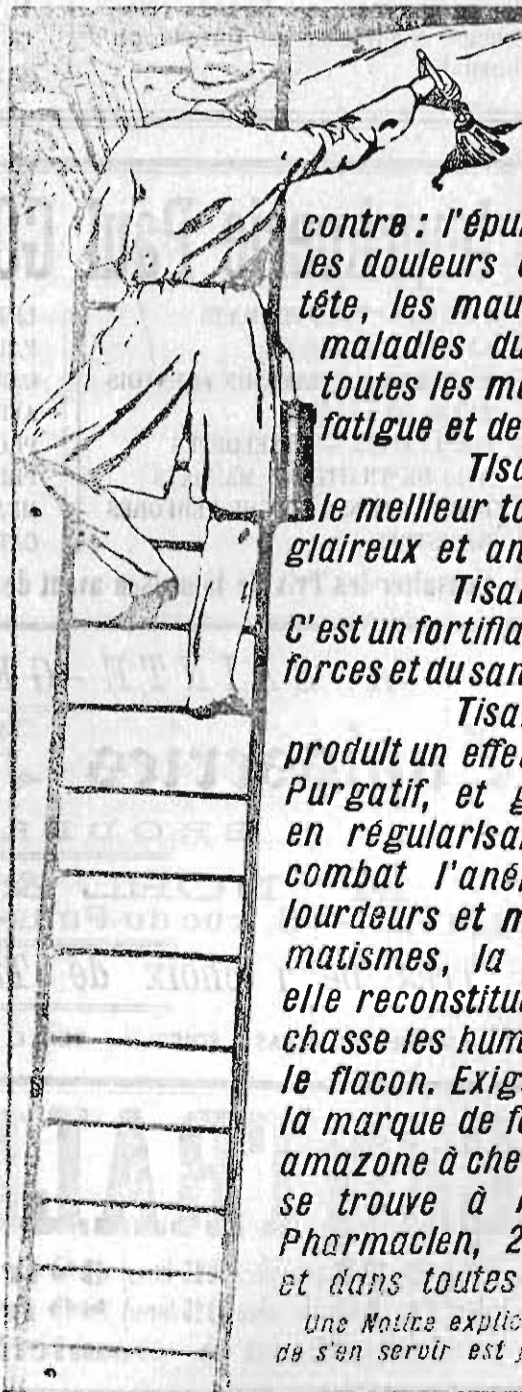 contre : l'épui
les douleurs
tête, les mau
maladies du
toutes les m
fatigue et de
Tisa
le meilleur to
glaireux et an
Tisan
C'est un fortifia
forces et du san
Tisa
produit un effe
Purgatif, et g
en régularisa
combat l'ané
lourdeurs et m
matismes, la
elle reconstitu
chasse les hum
le flacon. Exig
la marque de fa
amazone à che
se trouve à
Pharmacien, 2
et dans toutes
Une Notice explic
de s'en servir est